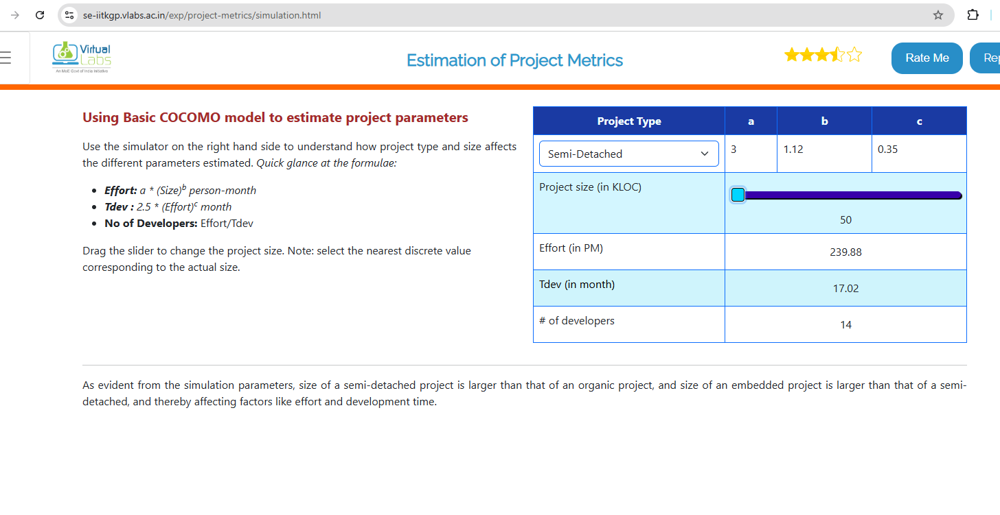 se-iitkgp.vlabs.ac.in/exp/project-metrics/simulation.html
Virtual
Labs
An MoE Govt of India Initiative
Estimation of Project Metrics
Rate Me
Rep
Using Basic COCOMO model to estimate project parameters
Use the simulator on the right hand side to understand how project type and size affects
the different parameters estimated. Quick glance at the formulae:
Effort: a * (Size)^b person-month
Tdev : 2.5 * (Effort)^c month
No of Developers: Effort/Tdev
Drag the slider to change the project size. Note: select the nearest discrete value
corresponding to the actual size.
Project Type a b c
Semi-Detached 3 1.12 0.35
Project size (in KLOC)
50
Effort (in PM) 239.88
Tdev (in month) 17.02
# of developers 14
As evident from the simulation parameters, size of a semi-detached project is larger than that of an organic project, and size of an embedded project is larger than that of a semi-
detached, and thereby affecting factors like effort and development time.